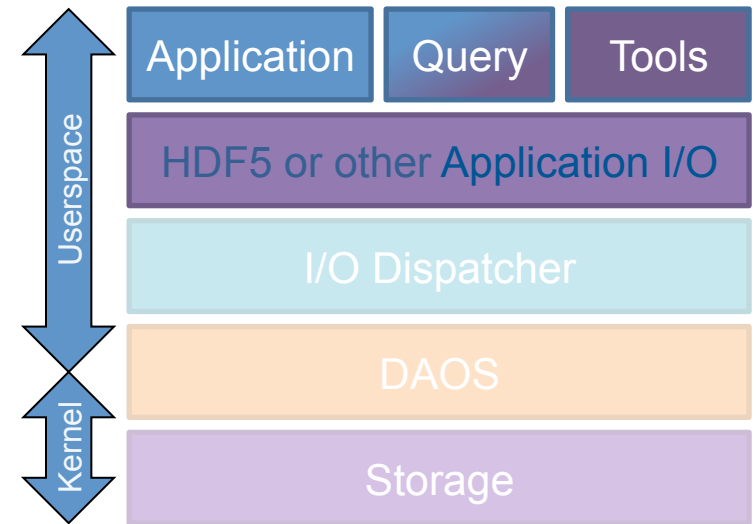 Application
Query
Tools
Userspace
HDF5 or other Application I/O
I/O Dispatcher
DAOS
Kernel
Storage